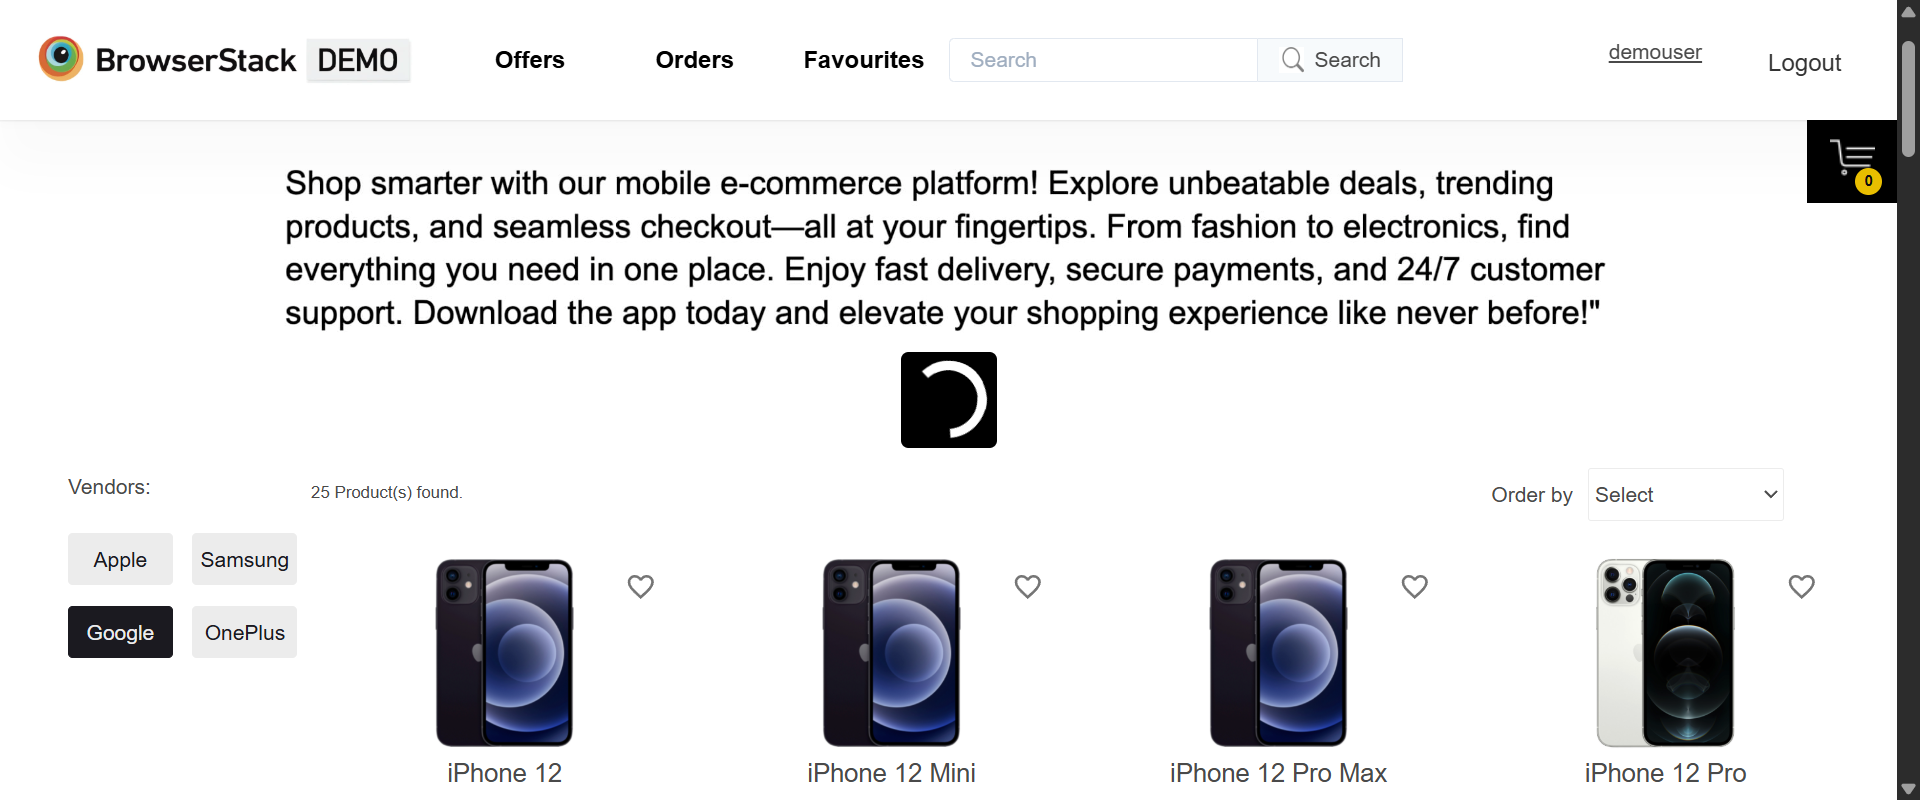 BrowserStack DEMO
Offers
Orders
Favourites
Search
Search
demouser
Logout
0
Shop smarter with our mobile e-commerce platform! Explore unbeatable deals, trending
products, and seamless checkout—all at your fingertips. From fashion to electronics, find
everything you need in one place. Enjoy fast delivery, secure payments, and 24/7 customer
support. Download the app today and elevate your shopping experience like never before!"
Vendors:
25 Product(s) found.
Order by
Select
Apple
Samsung
Google
OnePlus
iPhone 12
iPhone 12 Mini
iPhone 12 Pro Max
iPhone 12 Pro